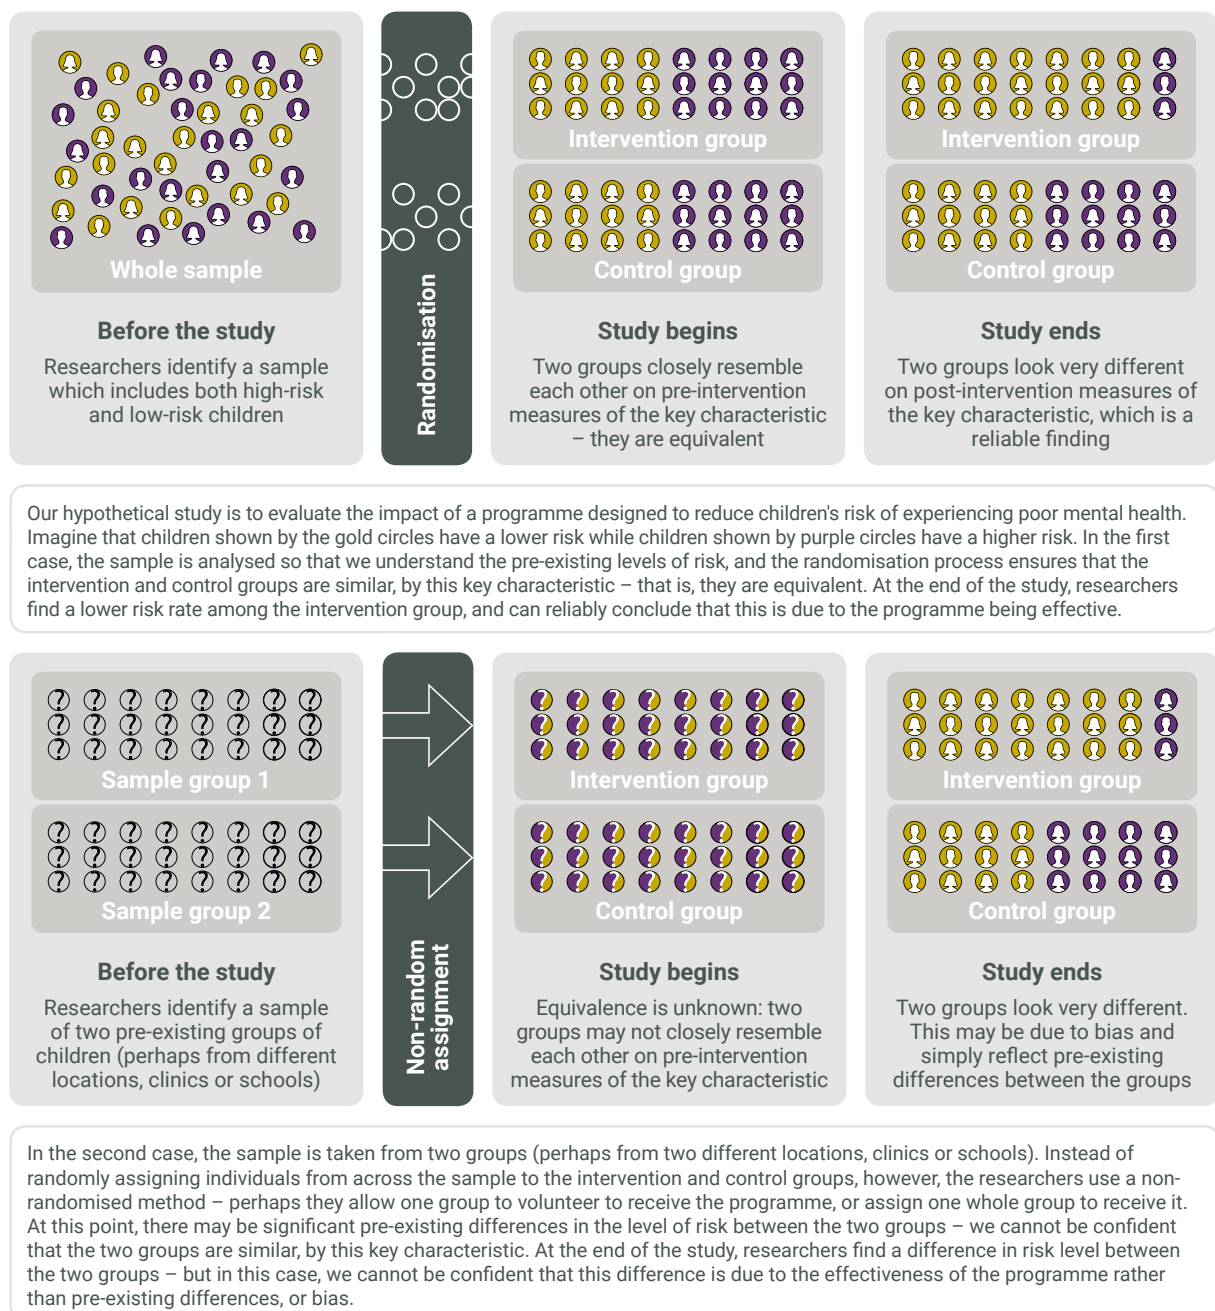 Whole sample
Before the study
Researchers identify a sample
which includes both high-risk
and low-risk children
Randomisation
Intervention group
Control group
Study begins
Two groups closely resemble
each other on pre-intervention
measures of the key characteristic
– they are equivalent
Intervention group
Control group
Study ends
Two groups look very different
on post-intervention measures of
the key characteristic, which is a
reliable finding
Our hypothetical study is to evaluate the impact of a programme designed to reduce children's risk of experiencing poor mental health.
Imagine that children shown by the gold circles have a lower risk while children shown by purple circles have a higher risk. In the first
case, the sample is analysed so that we understand the pre-existing levels of risk, and the randomisation process ensures that the
intervention and control groups are similar, by this key characteristic – that is, they are equivalent. At the end of the study, researchers
find a lower risk rate among the intervention group, and can reliably conclude that this is due to the programme being effective.
? ? ? ? ? ? ? ?
? ? ? ? ? ? ? ?
? ? ? ? ? ? ? ?
Sample group 1
? ? ? ? ? ? ? ?
? ? ? ? ? ? ? ?
? ? ? ? ? ? ? ?
Sample group 2
Before the study
Researchers identify a sample
of two pre-existing groups of
children (perhaps from different
locations, clinics or schools)
Non-random
assignment
? ? ? ? ? ? ? ?
? ? ? ? ? ? ? ?
? ? ? ? ? ? ? ?
Intervention group
? ? ? ? ? ? ? ?
? ? ? ? ? ? ? ?
? ? ? ? ? ? ? ?
Control group
Study begins
Equivalence is unknown: two
groups may not closely resemble
each other on pre-intervention
measures of the key characteristic
Intervention group
Control group
Study ends
Two groups look very different.
This may be due to bias and
simply reflect pre-existing
differences between the groups
In the second case, the sample is taken from two groups (perhaps from two different locations, clinics or schools). Instead of
randomly assigning individuals from across the sample to the intervention and control groups, however, the researchers use a non-
randomised method – perhaps they allow one group to volunteer to receive the programme, or assign one whole group to receive it.
At this point, there may be significant pre-existing differences in the level of risk between the two groups – we cannot be confident
that the two groups are similar, by this key characteristic. At the end of the study, researchers find a difference in risk level between
the two groups – but in this case, we cannot be confident that this difference is due to the effectiveness of the programme rather
than pre-existing differences, or bias.